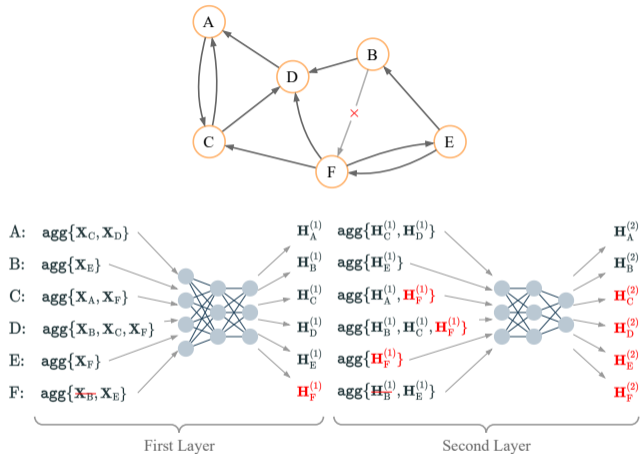 A
B
D
×
C
E
F
A: agg{X_C, X_D} H_A^(1) agg{H_C^(1), H_D^(1)} H_A^(2)
B: agg{X_E} H_B^(1) agg{H_E^(1)} H_B^(2)
C: agg{X_A, X_F} H_C^(1) agg{H_A^(1), H_F^(1)} H_C^(2)
D: agg{X_B, X_C, X_F} H_D^(1) agg{H_B^(1), H_C^(1), H_F^(1)} H_D^(2)
E: agg{X_F} H_E^(1) agg{H_F^(1)} H_E^(2)
F: agg{X_B, X_E} H_F^(1) agg{H_B^(1), H_E^(1)} H_F^(2)
First Layer Second Layer